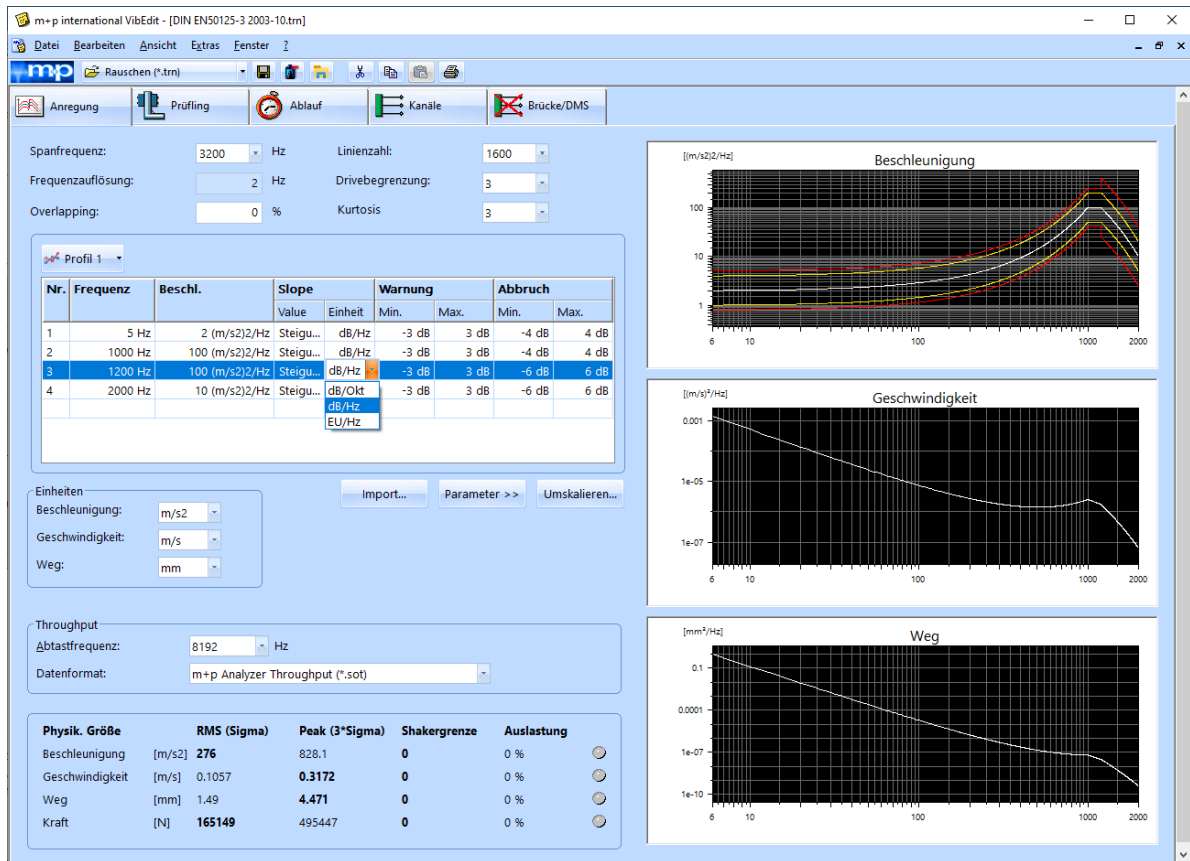 m+p international VibEdit - [DIN EN50125-3 2003-10.trn]
Datei Bearbeiten Ansicht Extras Fenster ?
m+p Rauschen (*.trn)
Anregung Prüfling Ablauf Kanäle Brücke/DMS
Spanfrequenz: 3200 Hz Linienzahl: 1600
Frequenzauflösung: 2 Hz Drivebegrenzung: 3
Overlapping: 0 % Kurtosis 3
Profil 1
Nr. Frequenz Beschl. Slope Warnung Abbruch
Value Einheit Min. Max. Min. Max.
1 5 Hz 2 (m/s2)2/Hz Steigu... dB/Hz -3 dB 3 dB -4 dB 4 dB
2 1000 Hz 100 (m/s2)2/Hz Steigu... dB/Hz -3 dB 3 dB -4 dB 4 dB
3 1200 Hz 100 (m/s2)2/Hz Steigu... dB/Hz -3 dB 3 dB -6 dB 6 dB
4 2000 Hz 10 (m/s2)2/Hz Steigu... dB/Okt -3 dB 3 dB -6 dB 6 dB
dB/Hz
EU/Hz
Import... Parameter >> Umskalieren...
Einheiten
Beschleunigung: m/s2
Geschwindigkeit: m/s
Weg: mm
Throughput
Abtastfrequenz: 8192 Hz
Datenformat: m+p Analyzer Throughput (*.sot)
Physik. Größe RMS (Sigma) Peak (3*Sigma) Shakergrenze Auslastung
Beschleunigung [m/s2] 276 828.1 0 0 %
Geschwindigkeit [m/s] 0.1057 0.3172 0 0 %
Weg [mm] 1.49 4.471 0 0 %
Kraft [N] 165149 495447 0 0 %
[(m/s2)2/Hz] Beschleunigung
100
10
1
6 10 100 1000 2000
[(m/s)²/Hz] Geschwindigkeit
0.001
1e-05
1e-07
6 10 100 1000 2000
[mm²/Hz] Weg
0.1
0.0001
1e-07
1e-10
6 10 100 1000 2000